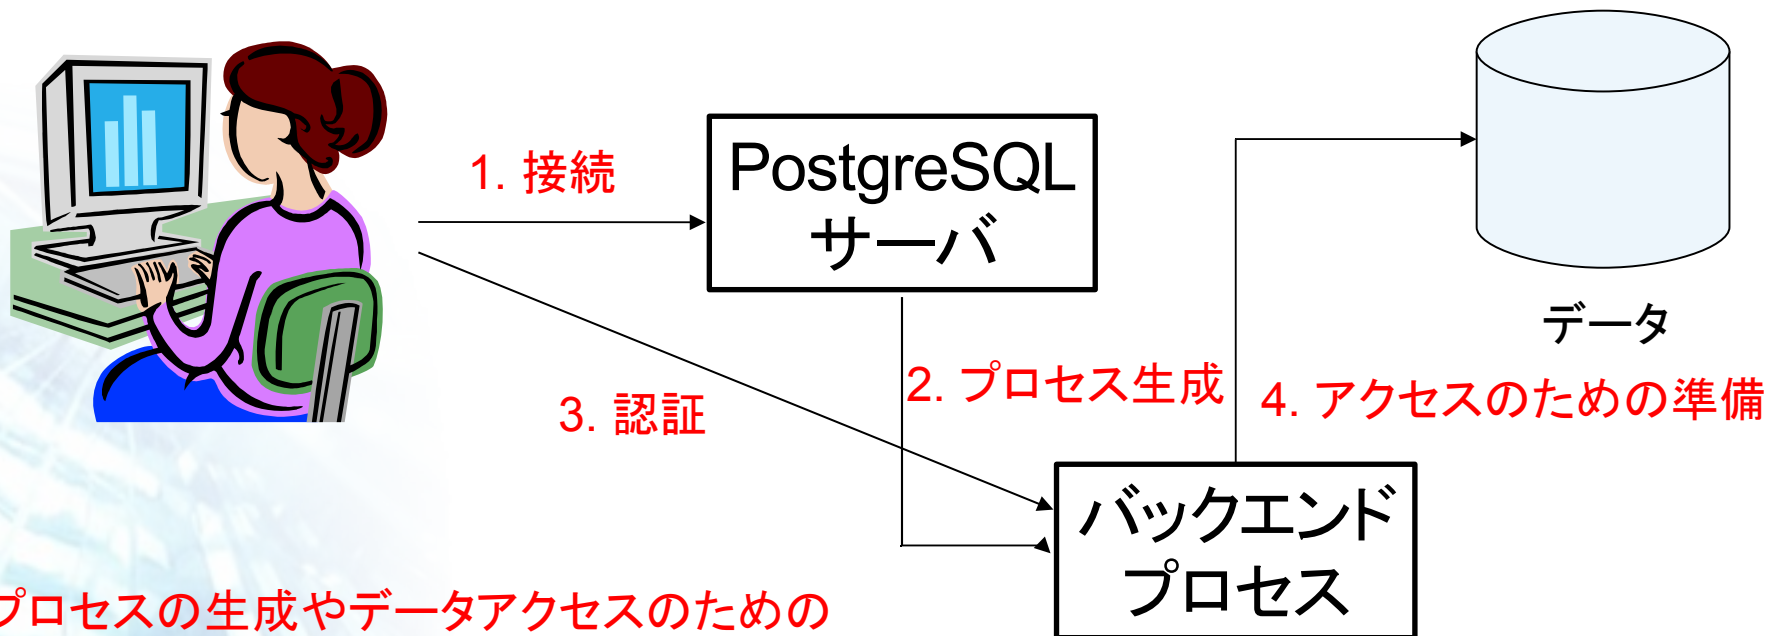 1. 接続
PostgreSQL
サーバ
データ
2. プロセス生成
4. アクセスのための準備
3. 認証
バックエンド
プロセス
プロセスの生成やデータアクセスのための